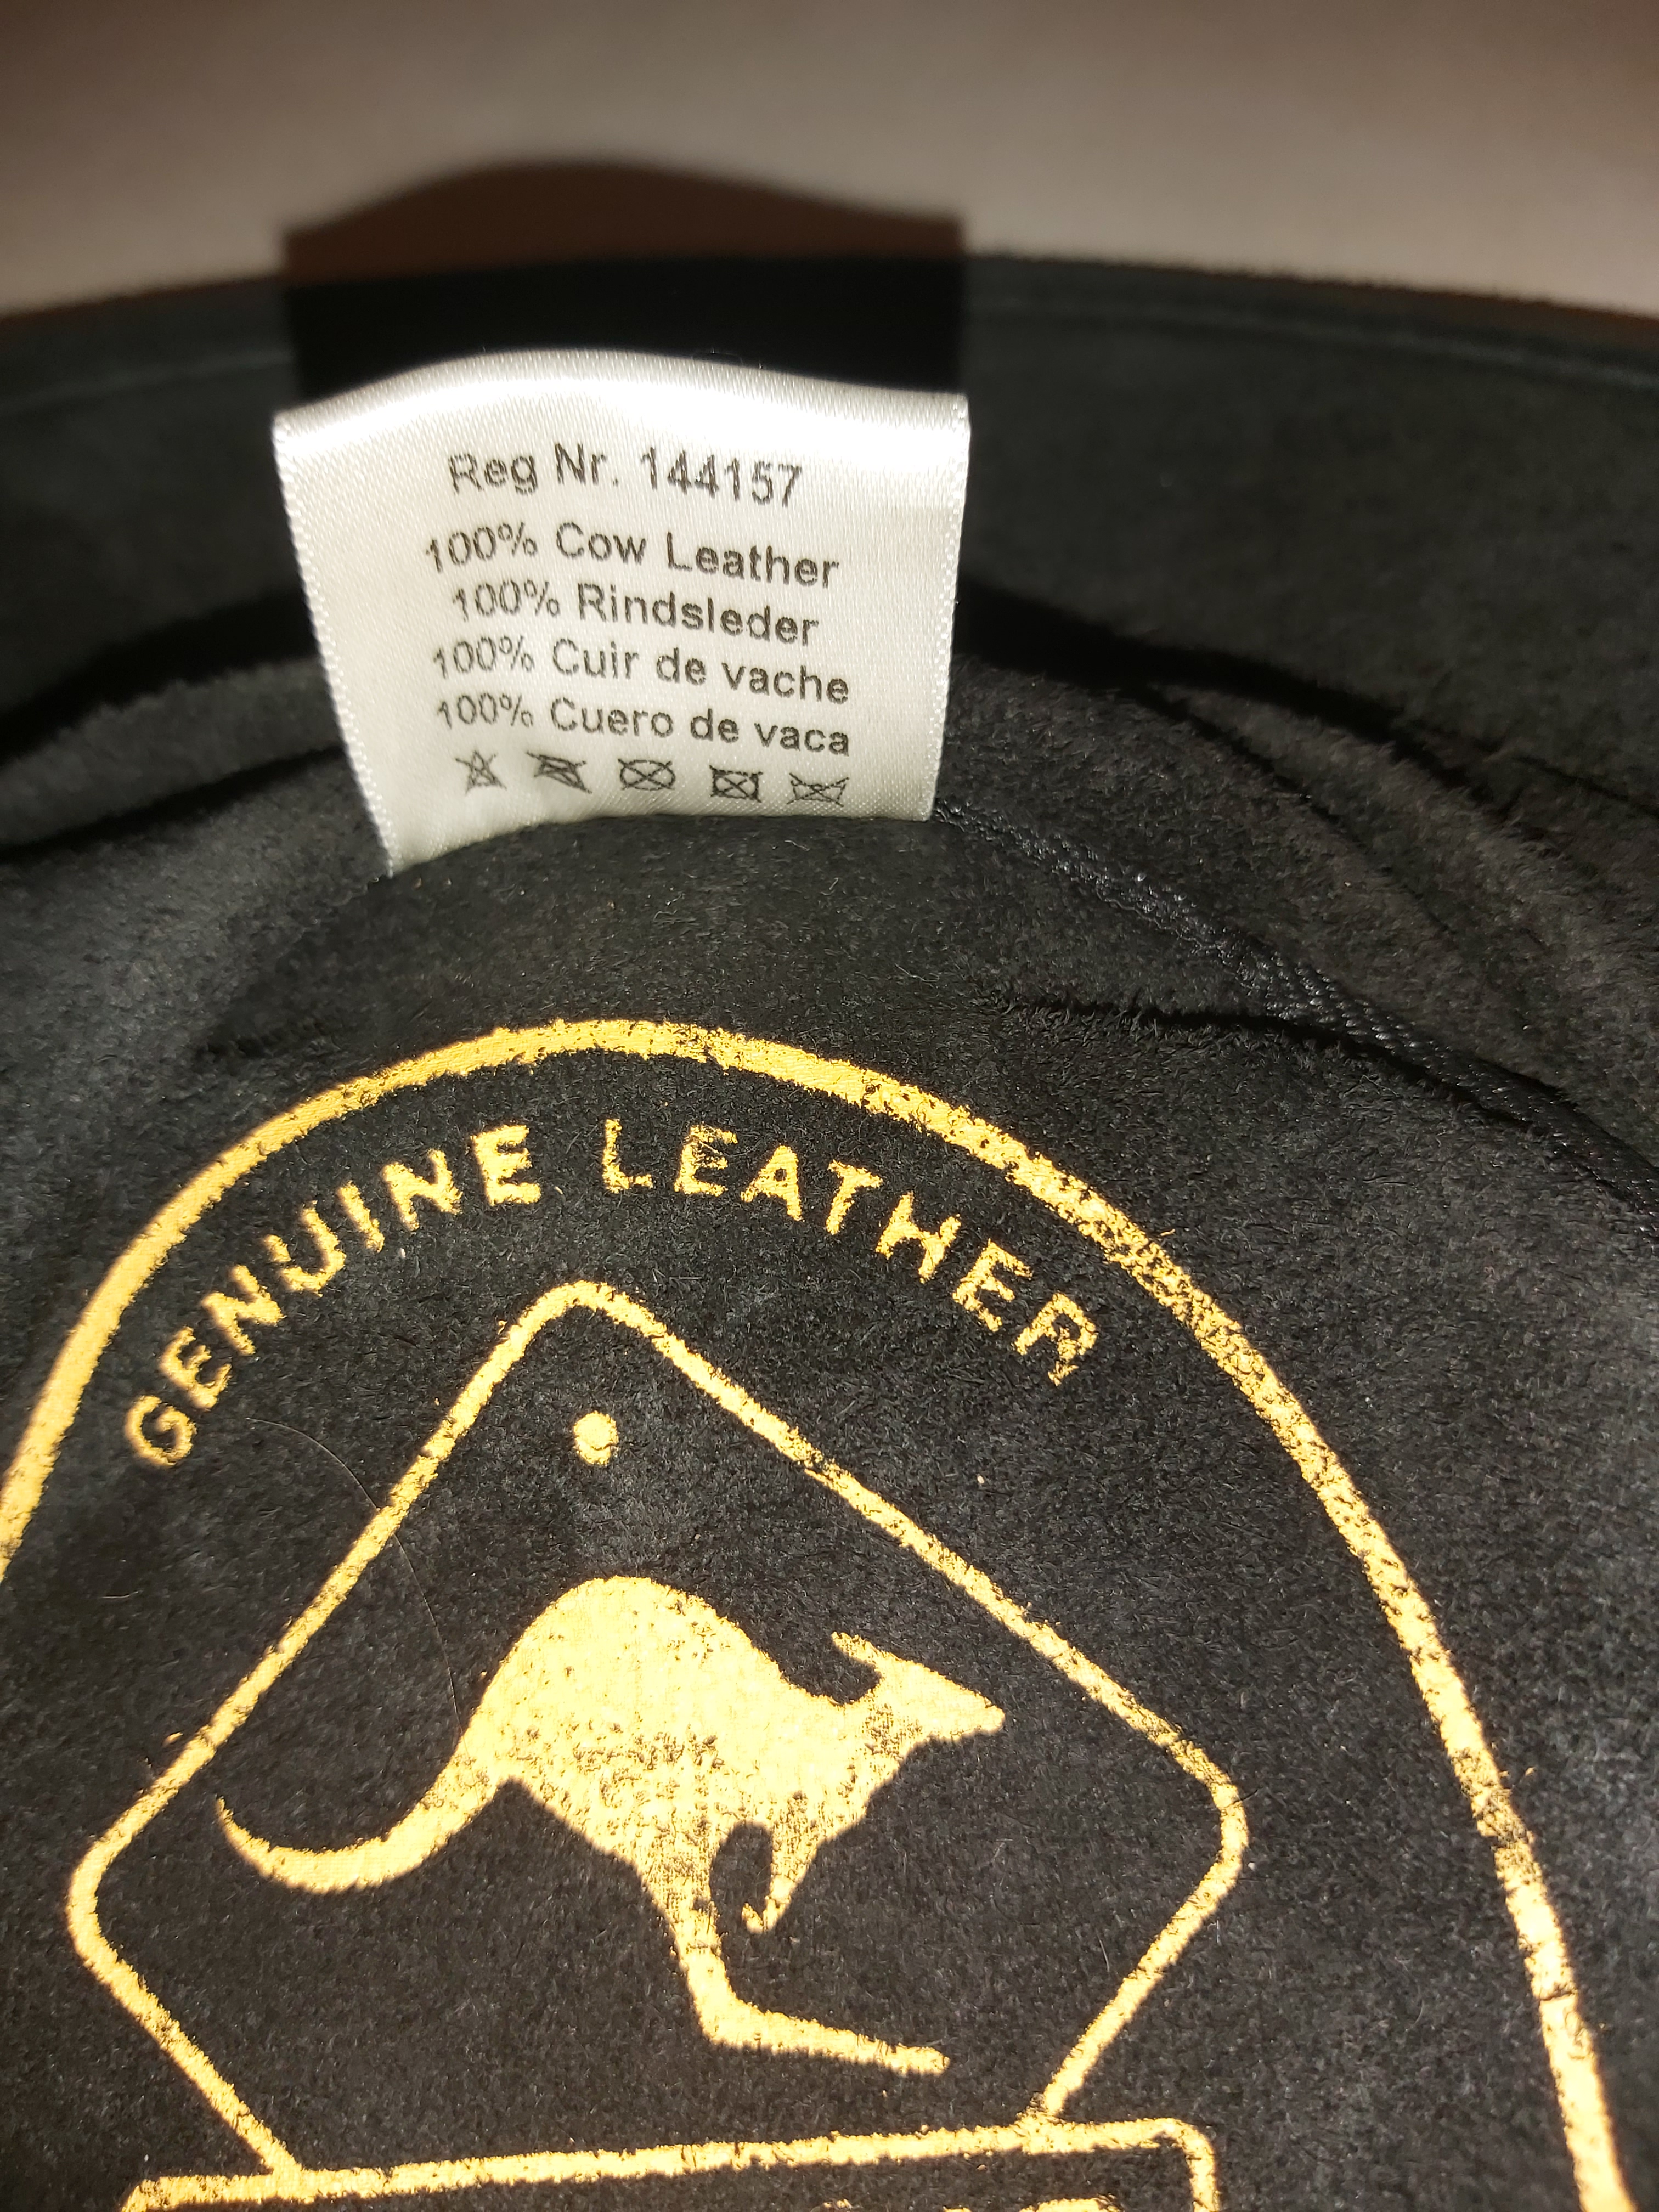 Reg Nr. 144157
100% Cow Leather
100% Rindsleder
100% Cuir de vache
100% Cuero de vaca
GENUINE LEATHER